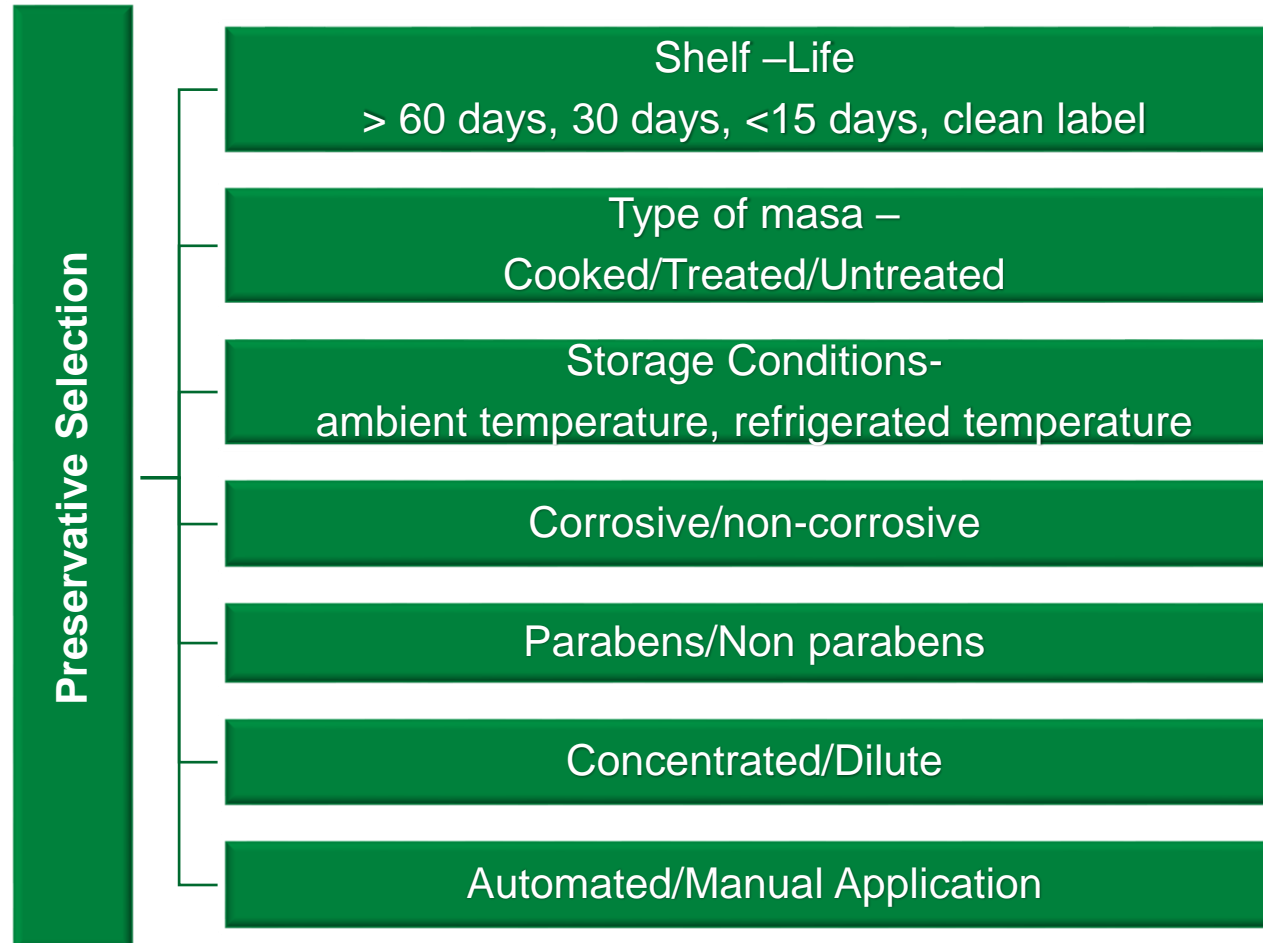 Preservative Selection
Shelf –Life
> 60 days, 30 days, <15 days, clean label
Type of masa –
Cooked/Treated/Untreated
Storage Conditions-
ambient temperature, refrigerated temperature
Corrosive/non-corrosive
Parabens/Non parabens
Concentrated/Dilute
Automated/Manual Application